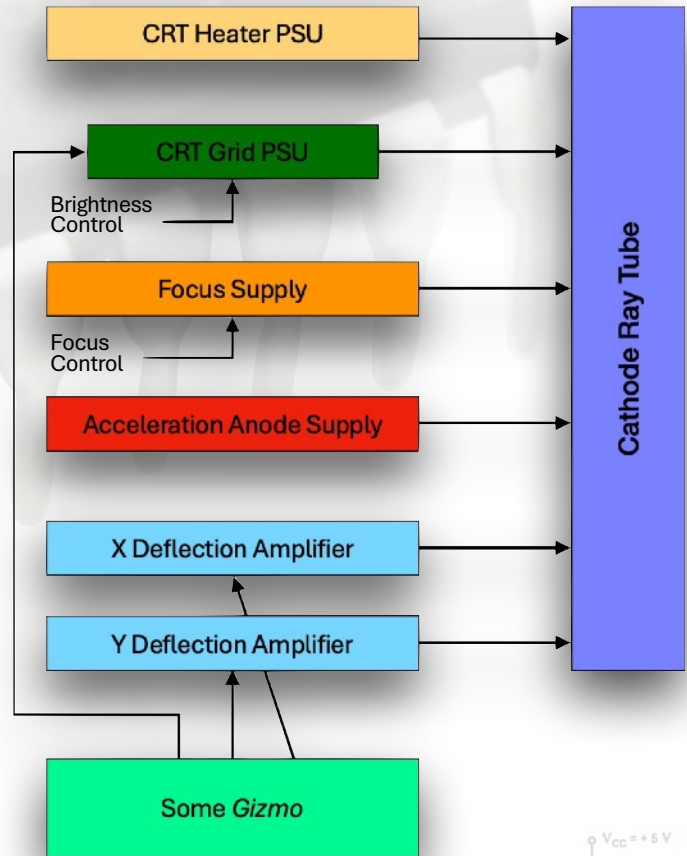 CRT Heater PSU
CRT Grid PSU
Brightness
Control
Focus Supply
Focus
Control
Acceleration Anode Supply
X Deflection Amplifier
Y Deflection Amplifier
Some Gizmo
Cathode Ray Tube
VCC = + 5 V